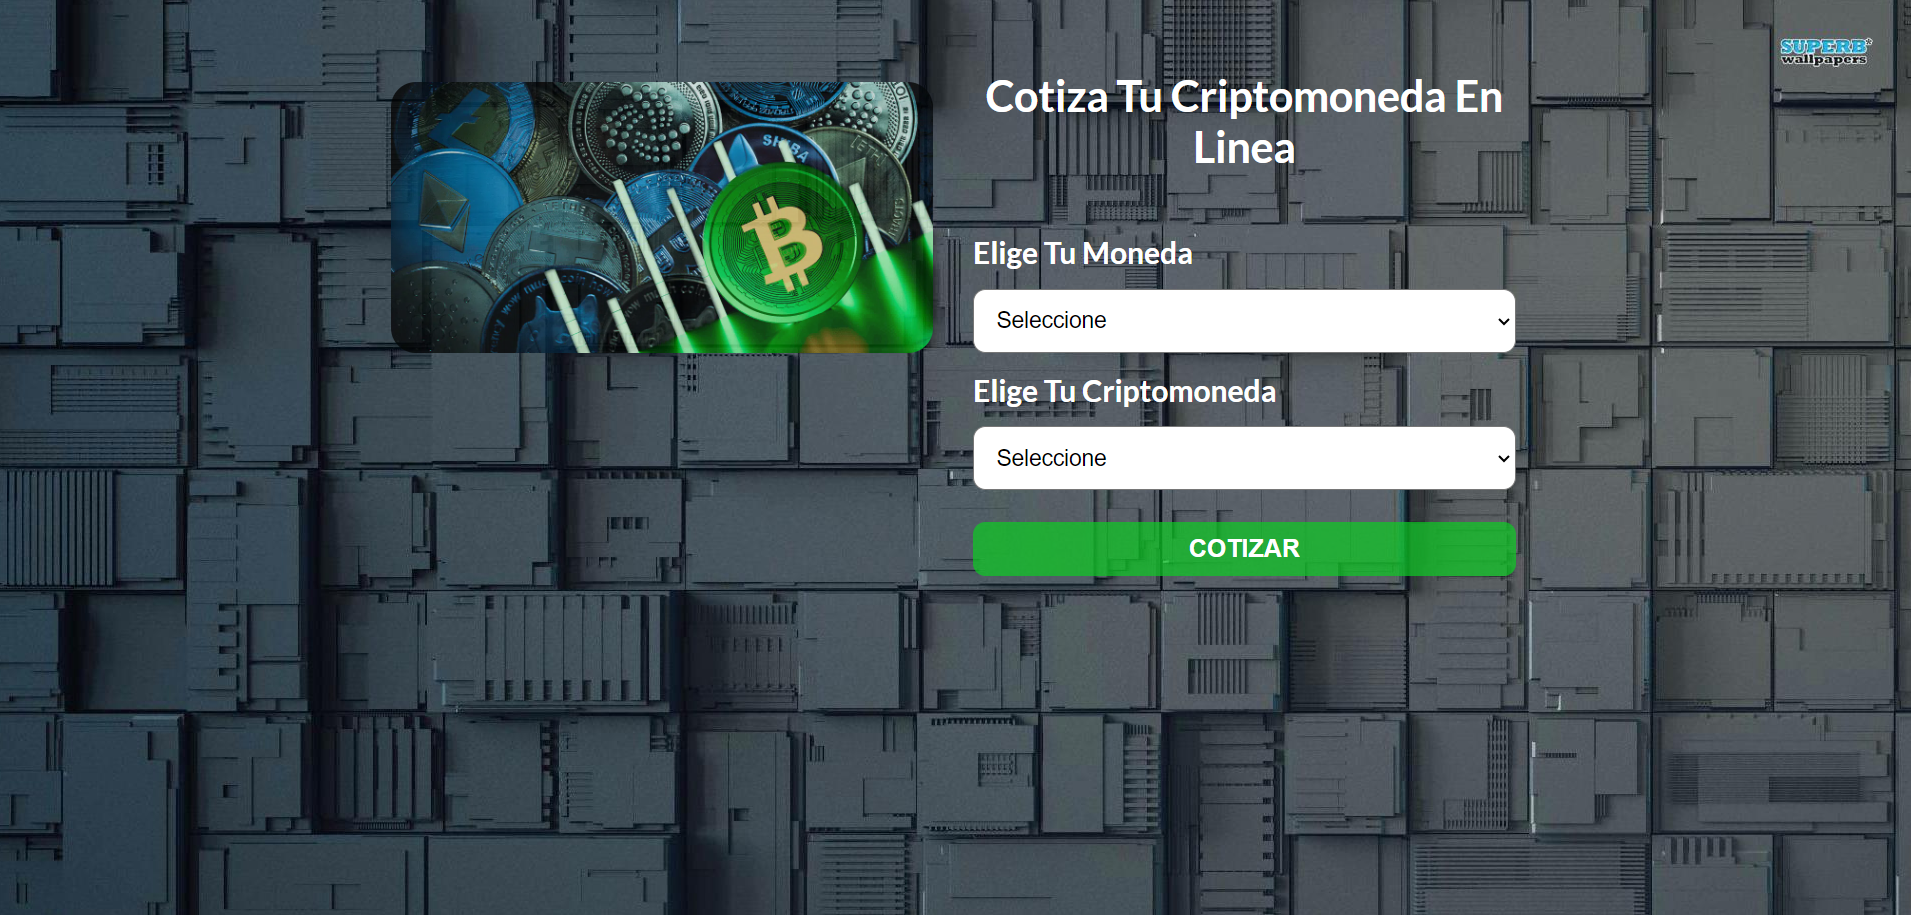 SUPERB
wallpapers
Cotiza Tu Criptomoneda En
Linea
SHIBA
Elige Tu Moneda
Seleccione
Elige Tu Criptomoneda
Seleccione
COTIZAR